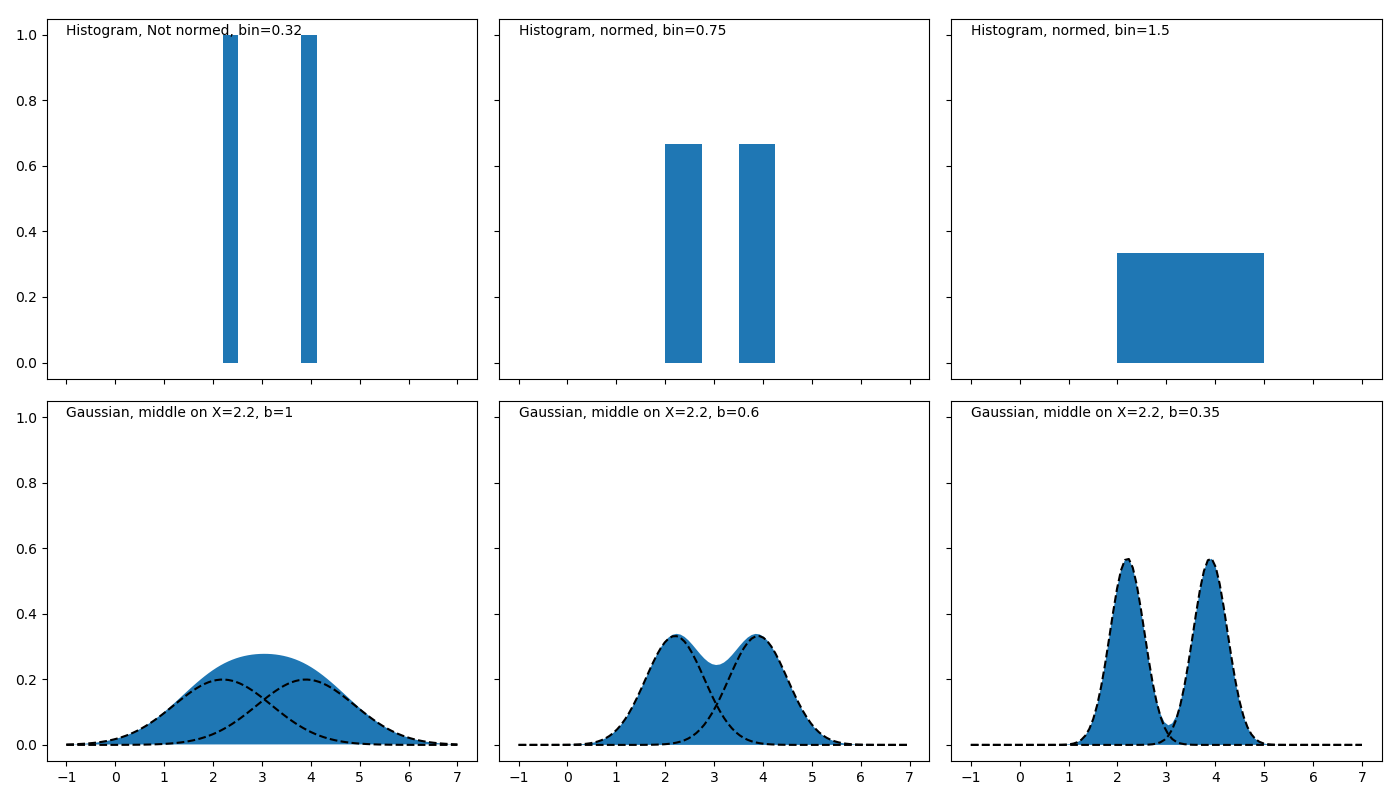 Histogram, Not normed, bin=0.32
Histogram, normed, bin=0.75
Histogram, normed, bin=1.5
1.0
0.8
0.6
0.4
0.2
0.0
Gaussian, middle on X=2.2, b=1
Gaussian, middle on X=2.2, b=0.6
Gaussian, middle on X=2.2, b=0.35
1.0
0.8
0.6
0.4
0.2
0.0
−1 0 1 2 3 4 5 6 7
−1 0 1 2 3 4 5 6 7
−1 0 1 2 3 4 5 6 7